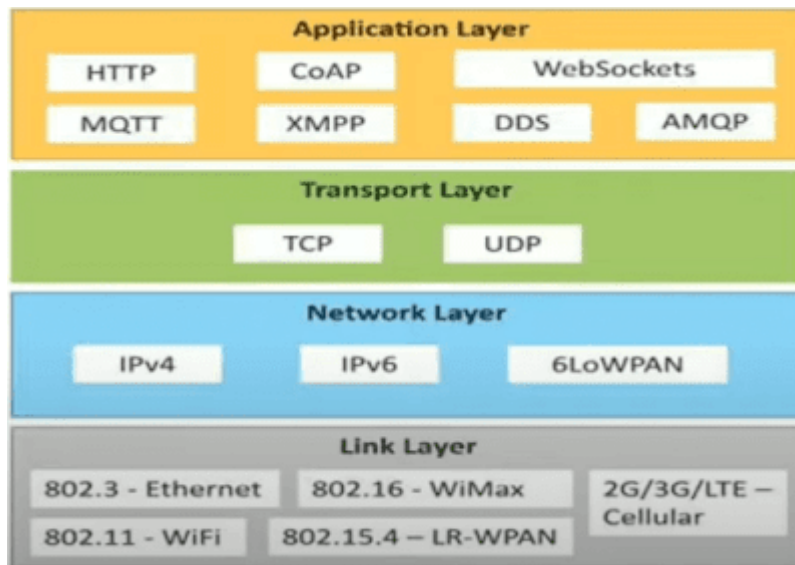 Application Layer
HTTP
CoAP
WebSockets
MQTT
XMPP
DDS
AMQP
Transport Layer
TCP
UDP
Network Layer
IPv4
IPv6
6LoWPAN
Link Layer
802.3 - Ethernet
802.16 - WiMax
2G/3G/LTE –
Cellular
802.11 - WiFi
802.15.4 – LR-WPAN